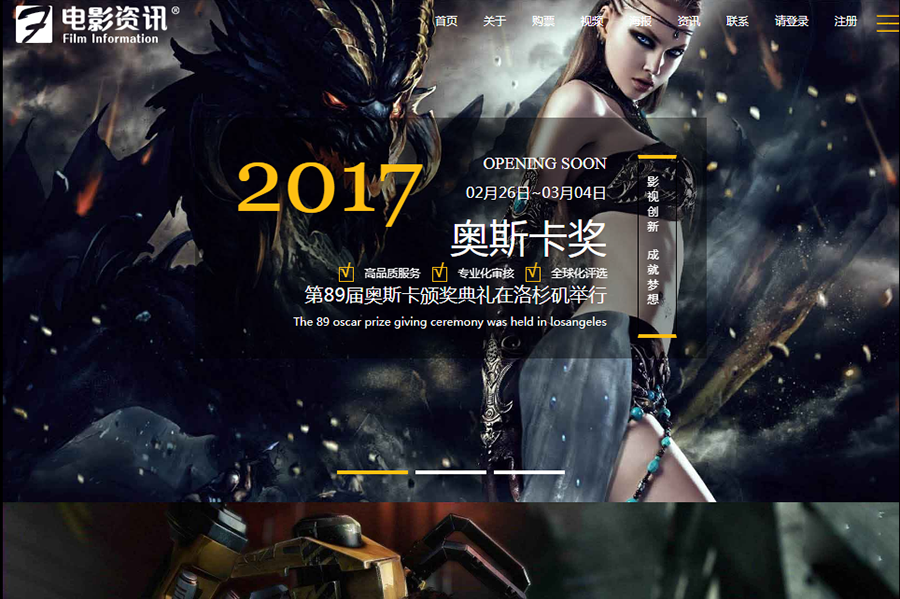 电影资讯®
Film Information
首页 关于 购票 视频 海报 资讯 联系 请登录 注册
2017
OPENING SOON
02月26日~03月04日
奥斯卡奖
高品质服务 专业化审核 全球化评选
第89届奥斯卡颁奖典礼在洛杉矶举行
The 89 oscar prize giving ceremony was held in losangeles
影视创新 成就梦想